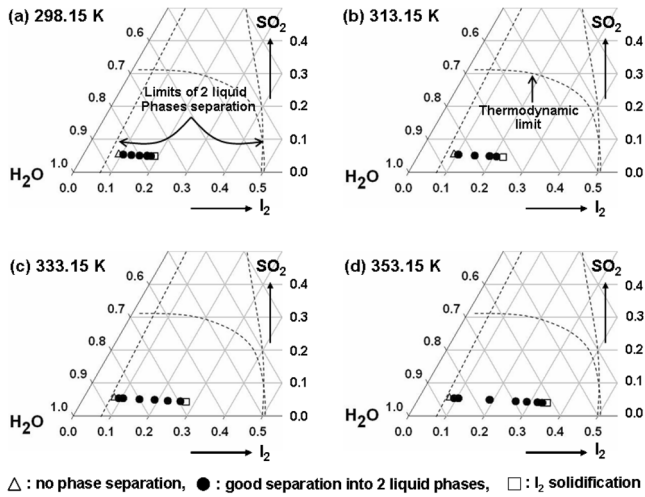 (a) 298.15 K
SO2
0.4
0.3
0.2
0.1
0.0
0.6
0.7
0.8
0.9
1.0
Limits of 2 liquid
Phases separation
H2O
0.0 0.1 0.2 0.3 0.4 0.5
I2
(b) 313.15 K
SO2
0.4
0.3
0.2
0.1
0.0
0.6
0.7
0.8
0.9
1.0
Thermodynamic
limit
H2O
0.0 0.1 0.2 0.3 0.4 0.5
I2
(c) 333.15 K
SO2
0.4
0.3
0.2
0.1
0.0
0.6
0.7
0.8
0.9
1.0
H2O
0.0 0.1 0.2 0.3 0.4 0.5
I2
(d) 353.15 K
SO2
0.4
0.3
0.2
0.1
0.0
0.6
0.7
0.8
0.9
1.0
H2O
0.0 0.1 0.2 0.3 0.4 0.5
I2
△ : no phase separation, ● : good separation into 2 liquid phases, □ : I2 solidification